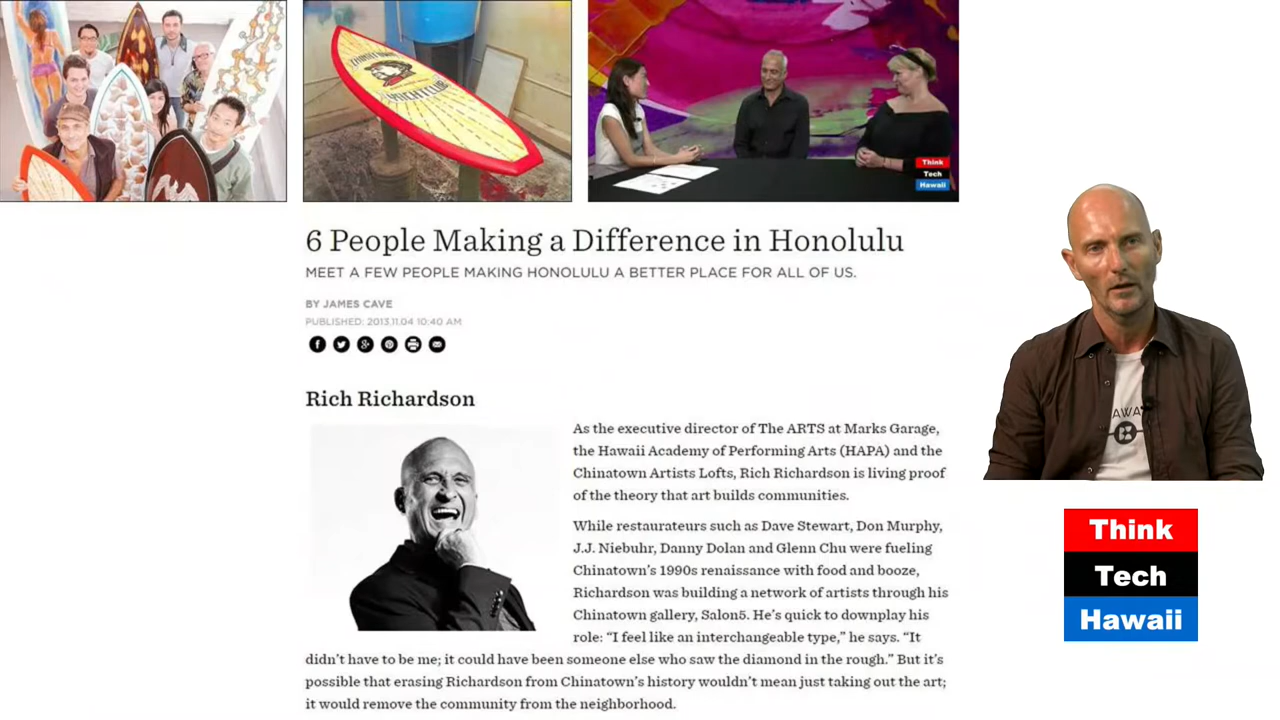 YACHTCLUB
Think
Tech
Hawaii
6 People Making a Difference in Honolulu
MEET A FEW PEOPLE MAKING HONOLULU A BETTER PLACE FOR ALL OF US.
BY JAMES CAVE
PUBLISHED: 2013.11.04 10:40 AM
Rich Richardson
As the executive director of The ARTS at Marks Garage,
the Hawaii Academy of Performing Arts (HAPA) and the
Chinatown Artists Lofts, Rich Richardson is living proof
of the theory that art builds communities.
While restaurateurs such as Dave Stewart, Don Murphy,
J.J. Niebuhr, Danny Dolan and Glenn Chu were fueling
Chinatown's 1990s renaissance with food and booze,
Richardson was building a network of artists through his
Chinatown gallery, Salon5. He's quick to downplay his
role: “I feel like an interchangeable type,” he says. “It
didn't have to be me; it could have been someone else who saw the diamond in the rough.” But it's
possible that erasing Richardson from Chinatown's history wouldn't mean just taking out the art;
it would remove the community from the neighborhood.
AWA
Think
Tech
Hawaii